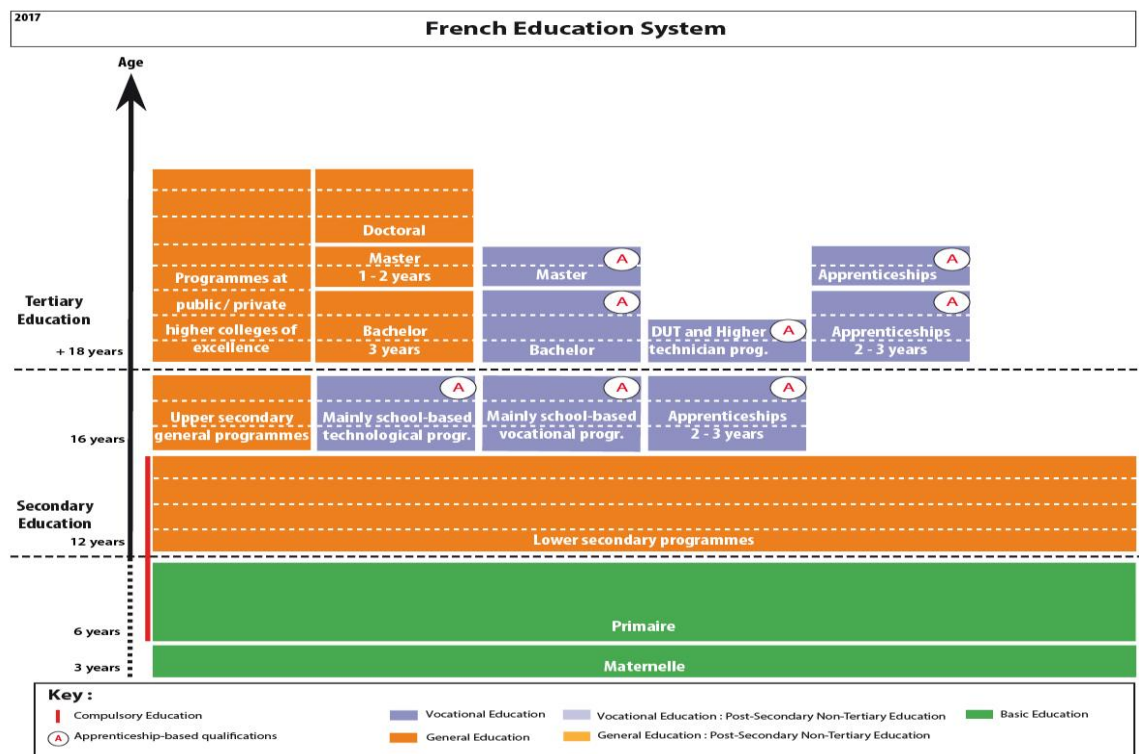 2017
French Education System
Age
Doctoral
Master
1 - 2 years
Programmes at
public / private
higher colleges of
excellence
Bachelor
3 years
A
Master
A
Bachelor
DUT and Higher
technician prog.
A
A
Apprenticeships
A
Apprenticeships
2 - 3 years
Tertiary
Education
+ 18 years
Upper secondary
general programmes
A
Mainly school-based
technological progr.
A
Mainly school-based
vocational progr.
A
Apprenticeships
2 - 3 years
16 years
Secondary
Education
12 years
Lower secondary programmes
6 years
Primaire
3 years
Maternelle
Key :
Compulsory Education
A Apprenticeship-based qualifications
Vocational Education
General Education
Vocational Education : Post-Secondary Non-Tertiary Education
General Education : Post-Secondary Non-Tertiary Education
Basic Education